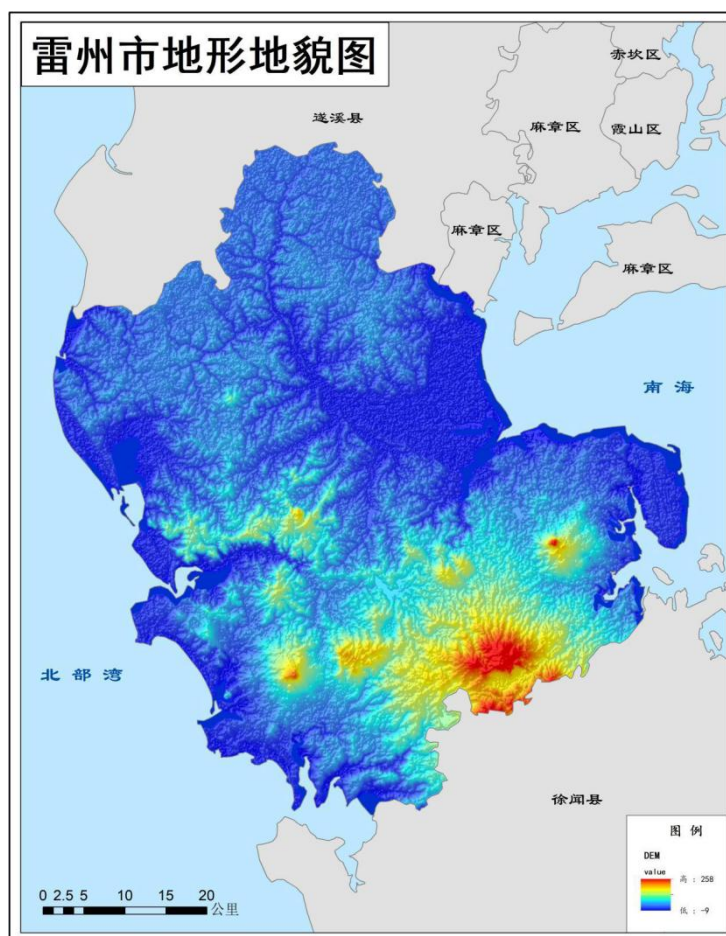 雷州市地形地貌图
赤坎区
遂溪县
麻章区
霞山区
麻章区
麻章区
南海
北部湾
徐闻县
图例
DEM
value
高 : 258
低 : -9
0 2.5 5 10 15 20
公里